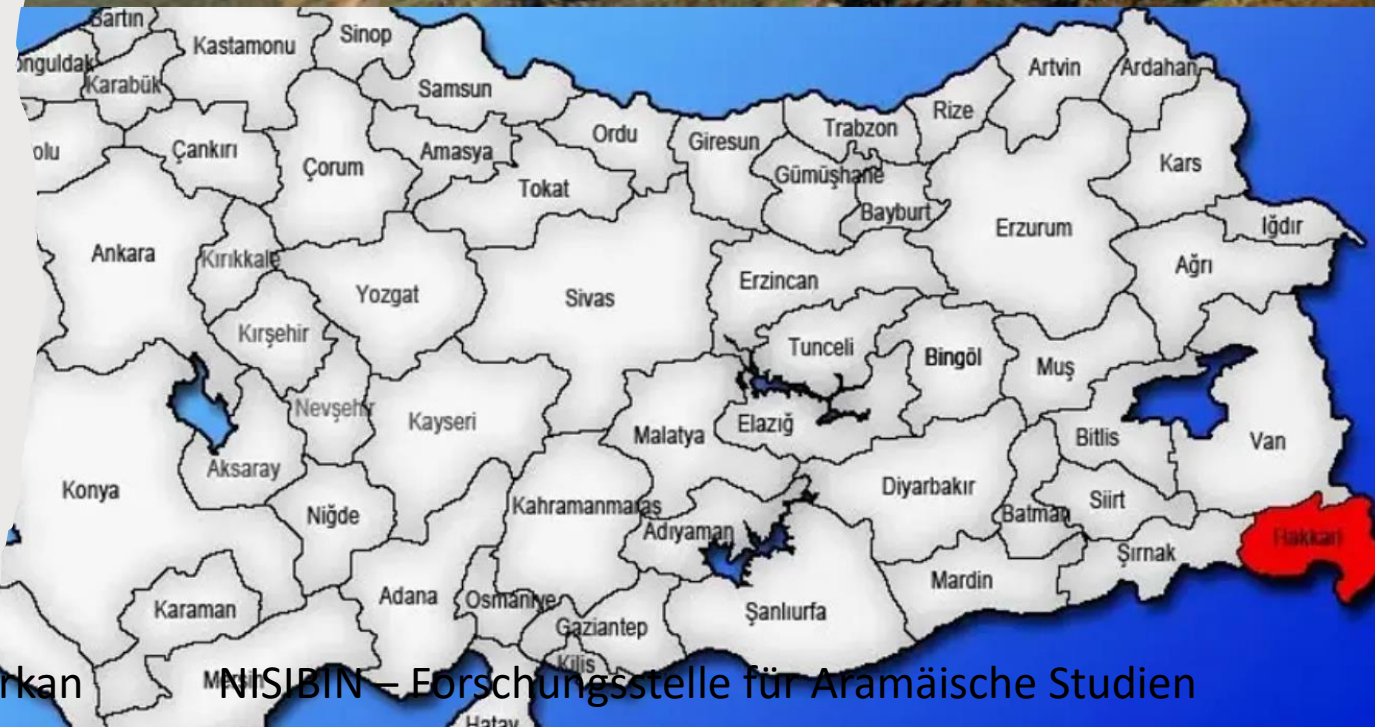 Bartın
Kastamonu
Sinop
onguldak
Karabük
Samsun
Artvin
Ardahan
Rize
Trabzon
Ordu
Giresun
olu
Çankırı
Çorum
Amasya
Tokat
Gümüşhane
Bayburt
Kars
Erzurum
Iğdır
Ankara
Kırıkkale
Yozgat
Sivas
Erzincan
Ağrı
Kırşehir
Tunceli
Bingöl
Muş
Nevşehir
Kayseri
Malatya
Elazığ
Bitlis
Van
Aksaray
Konya
Niğde
Kahramanmaraş
Adıyaman
Diyarbakır
Batman
Siirt
Şırnak
Hakkari
Mardin
Karaman
Adana
Osmaniye
Gaziantep
Şanlıurfa
Kilis
Mersin
rkan NISIBIN – Forschungsstelle für Aramäische Studien
Hatay